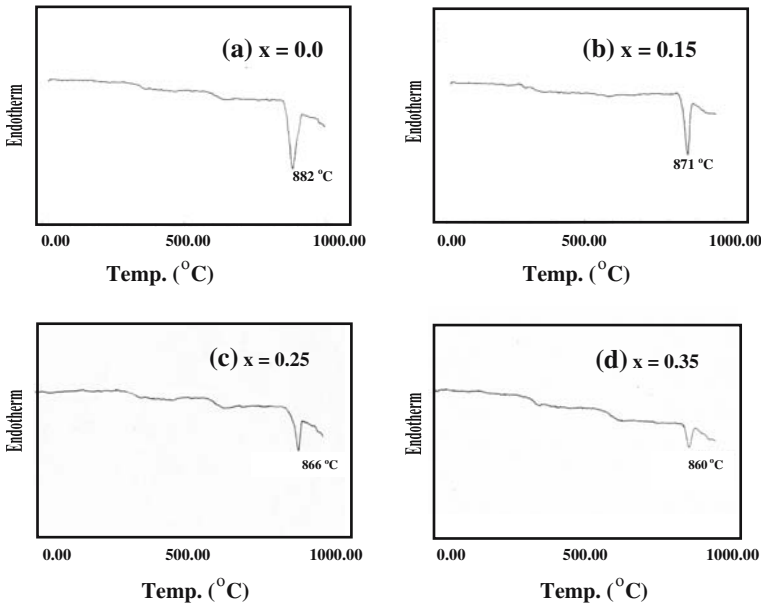 (a) x = 0.0
Endotherm
882 °C
0.00 500.00 1000.00
Temp. (°C)
(b) x = 0.15
Endotherm
871 °C
0.00 500.00 1000.00
Temp. (°C)
(c) x = 0.25
Endotherm
866 °C
0.00 500.00 1000.00
Temp. (°C)
(d) x = 0.35
Endotherm
860 °C
0.00 500.00 1000.00
Temp. (°C)